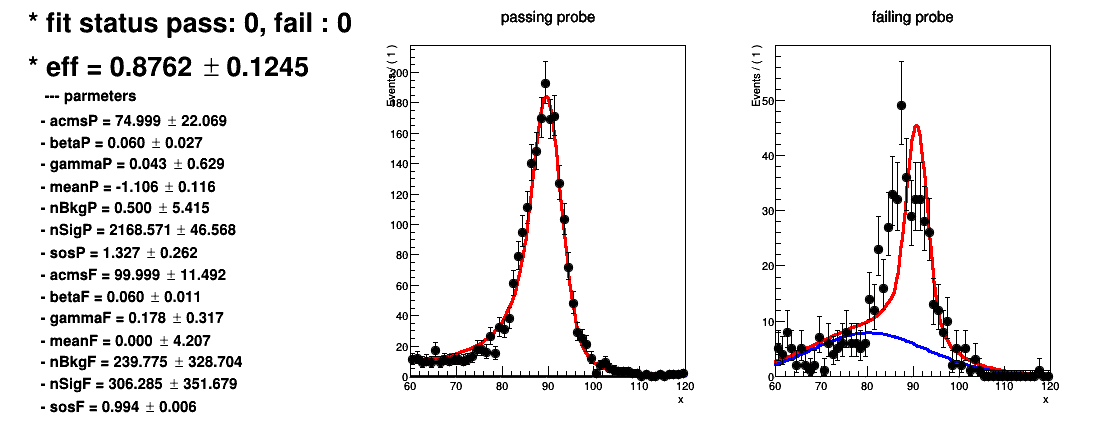 * fit status pass: 0, fail : 0
* eff = 0.8762 ± 0.1245
--- parmeters
- acmsP = 74.999 ± 22.069
- betaP = 0.060 ± 0.027
- gammaP = 0.043 ± 0.629
- meanP = -1.106 ± 0.116
- nBkgP = 0.500 ± 5.415
- nSigP = 2168.571 ± 46.568
- sosP = 1.327 ± 0.262
- acmsF = 99.999 ± 11.492
- betaF = 0.060 ± 0.011
- gammaF = 0.178 ± 0.317
- meanF = 0.000 ± 4.207
- nBkgF = 239.775 ± 328.704
- nSigF = 306.285 ± 351.679
- sosF = 0.994 ± 0.006
passing probe
Events / ( 1 )
200
180
160
140
120
100
80
60
40
20
0
60 70 80 90 100 110 120
x
failing probe
Events / ( 1 )
50
40
30
20
10
0
60 70 80 90 100 110 120
x